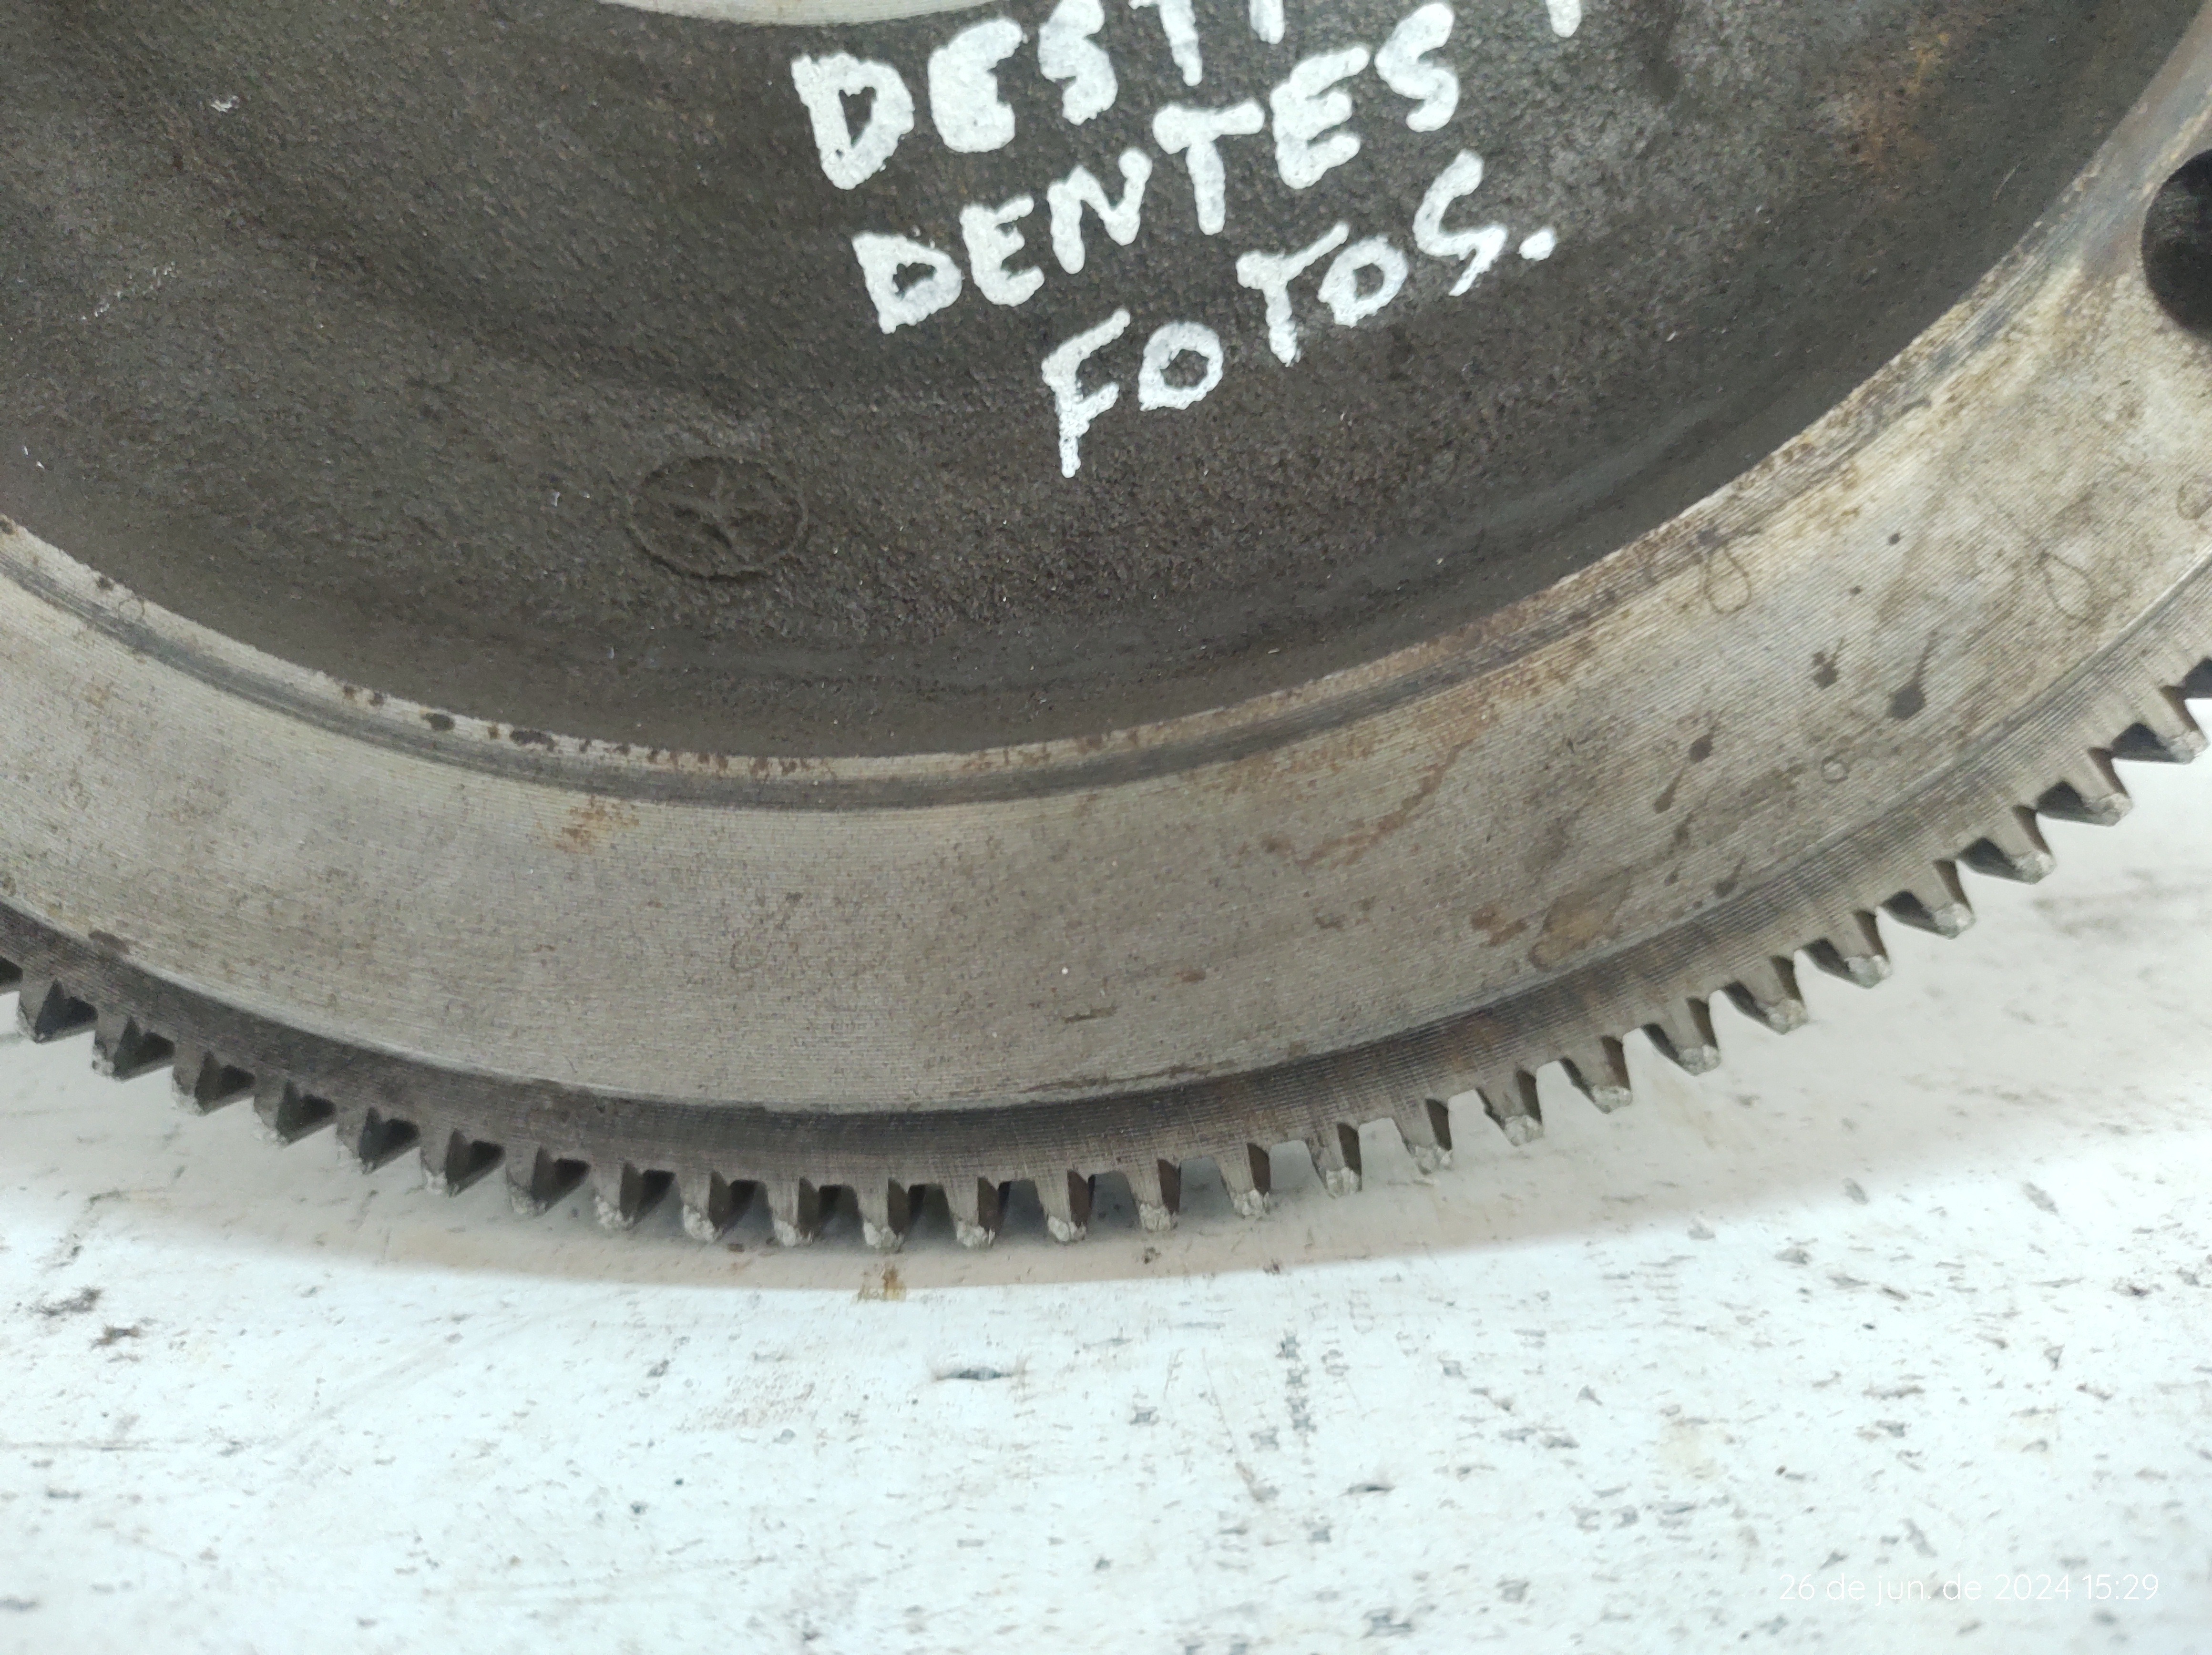 DENTES
FOTOS.
26 de jun. de 2024 15:29